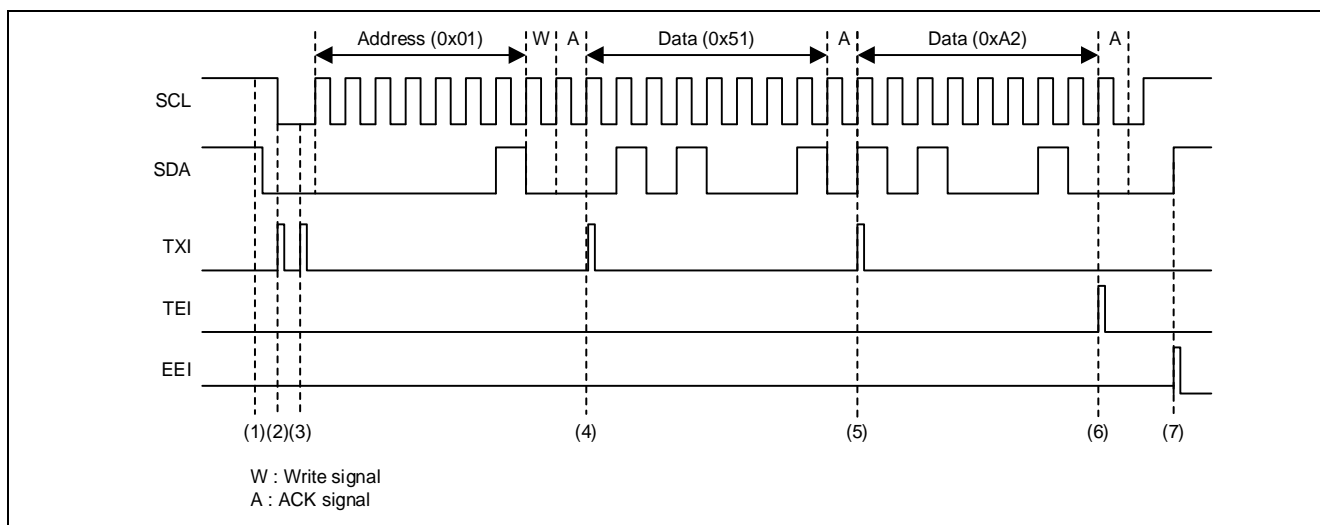 Address (0x01) W A Data (0x51) A Data (0xA2) A
SCL
SDA
TXI
TEI
EEI
(1)(2)(3) (4) (5) (6) (7)
W : Write signal
A : ACK signal